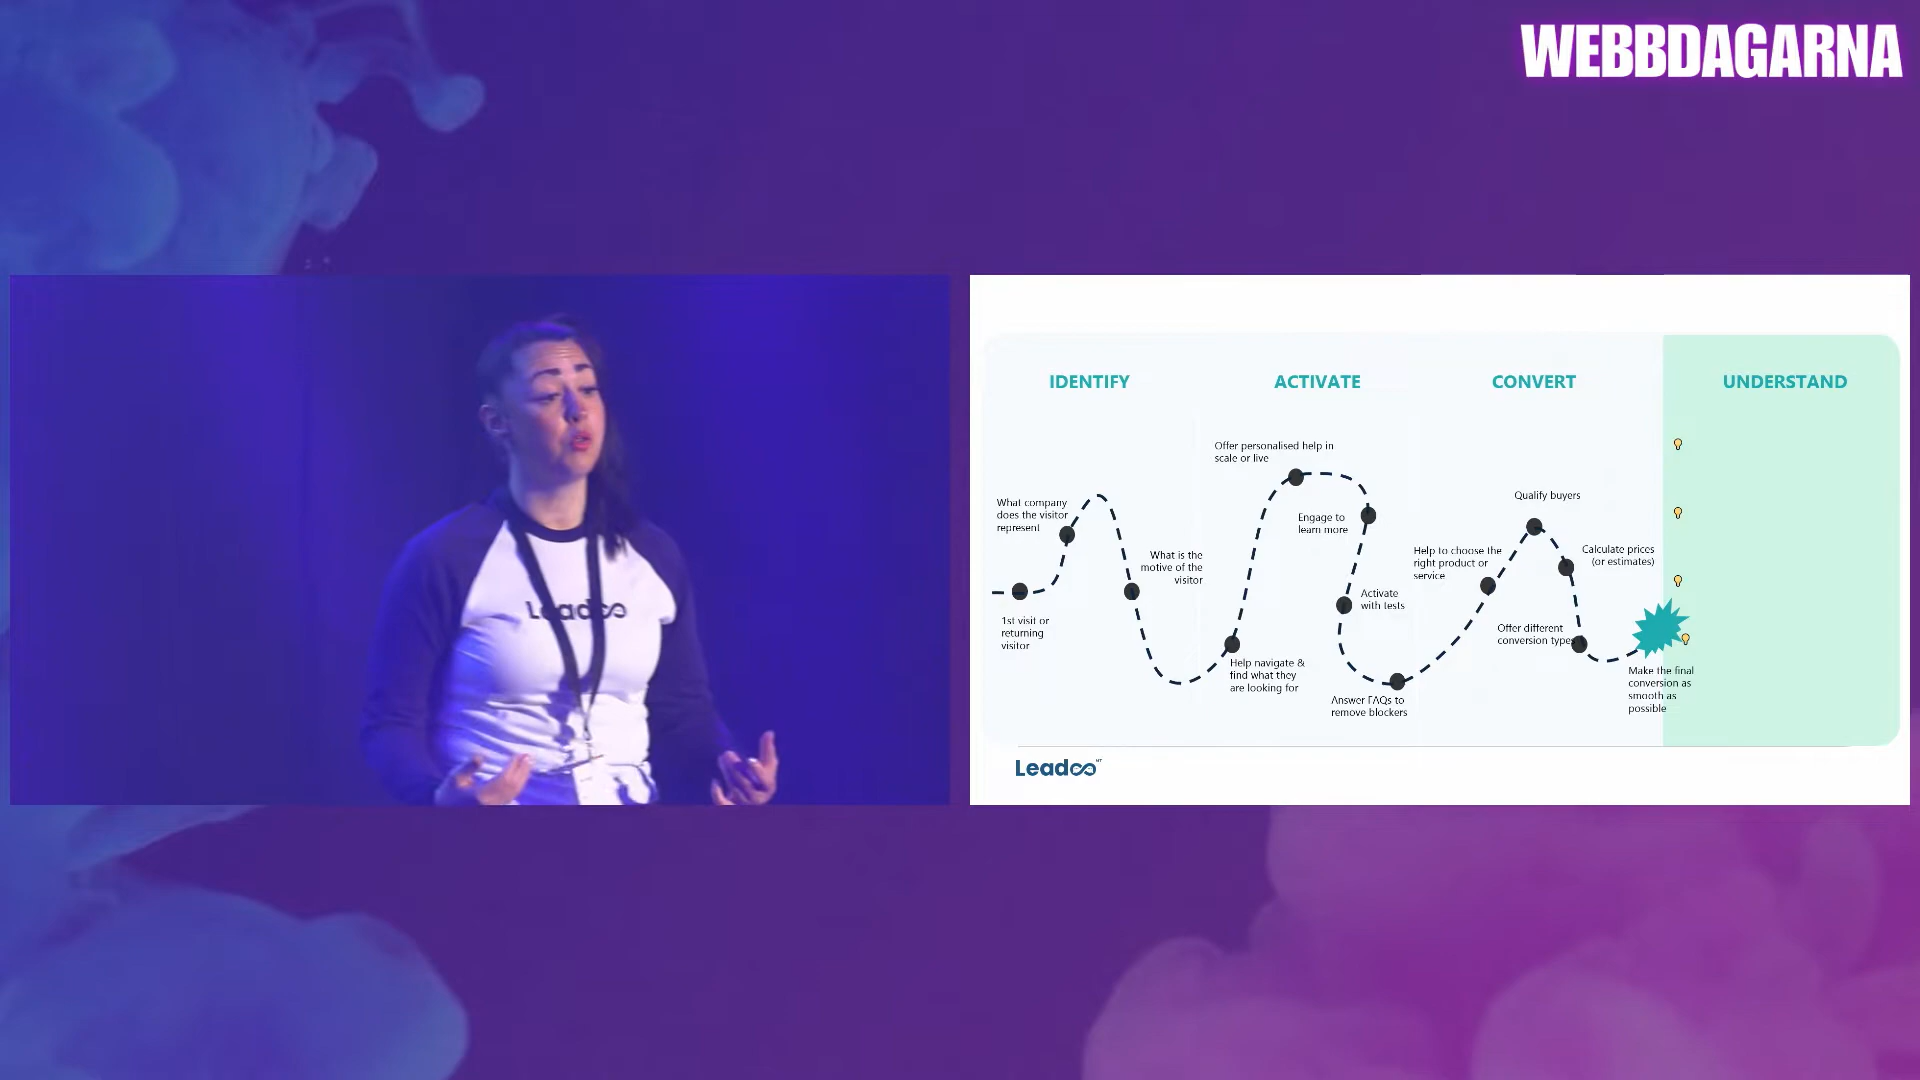 WEBBDAGARNA
Leadoo
IDENTIFY
ACTIVATE
CONVERT
UNDERSTAND
What company
does the visitor
represent
1st visit or
returning
visitor
What is the
motive of the
visitor
Offer personalised help in
scale or live
Engage to
learn more
Help navigate &
find what they
are looking for
Activate
with tests
Answer FAQs to
remove blockers
Help to choose the
right product or
service
Qualify buyers
Calculate prices
(or estimates)
Offer different
conversion types
Make the final
conversion as
smooth as
possible
Leadoo